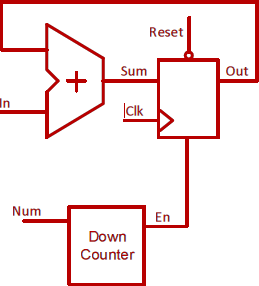 Reset
In
+
Sum
Out
Clk
Num
En
Down
Counter